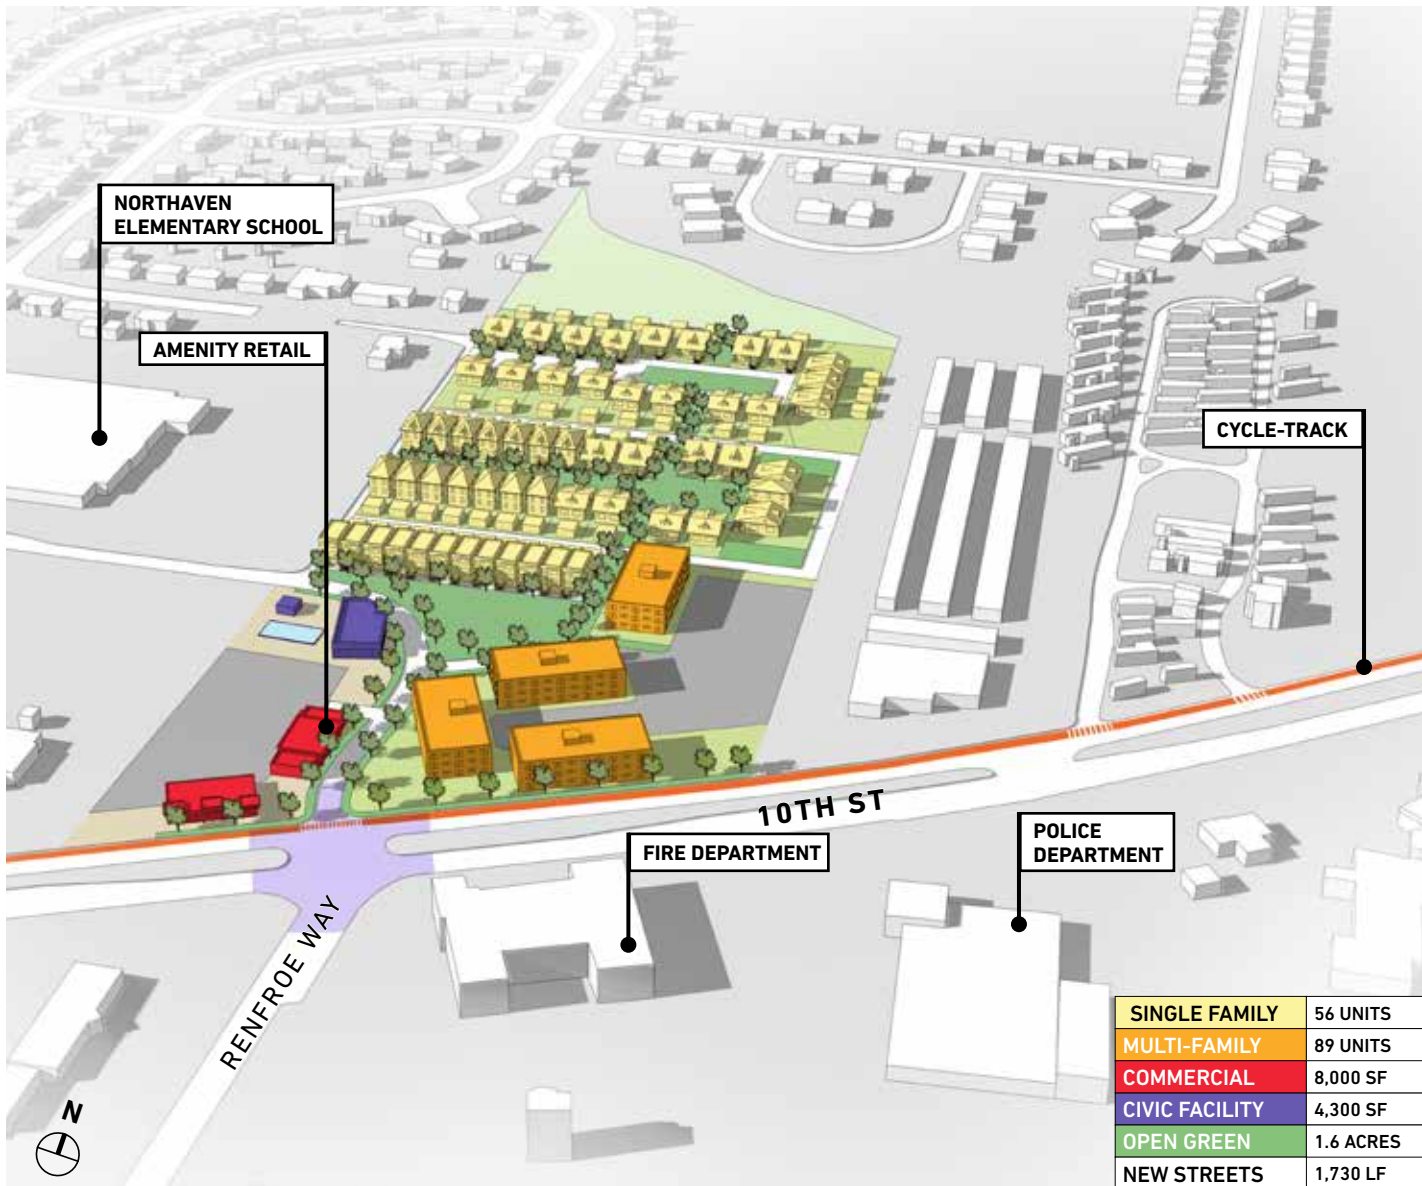 NORTHAVEN
ELEMENTARY SCHOOL
AMENITY RETAIL
CYCLE-TRACK
10TH ST
FIRE DEPARTMENT
POLICE
DEPARTMENT
RENFROE WAY
N
SINGLE FAMILY 56 UNITS
MULTI-FAMILY 89 UNITS
COMMERCIAL 8,000 SF
CIVIC FACILITY 4,300 SF
OPEN GREEN 1.6 ACRES
NEW STREETS 1,730 LF